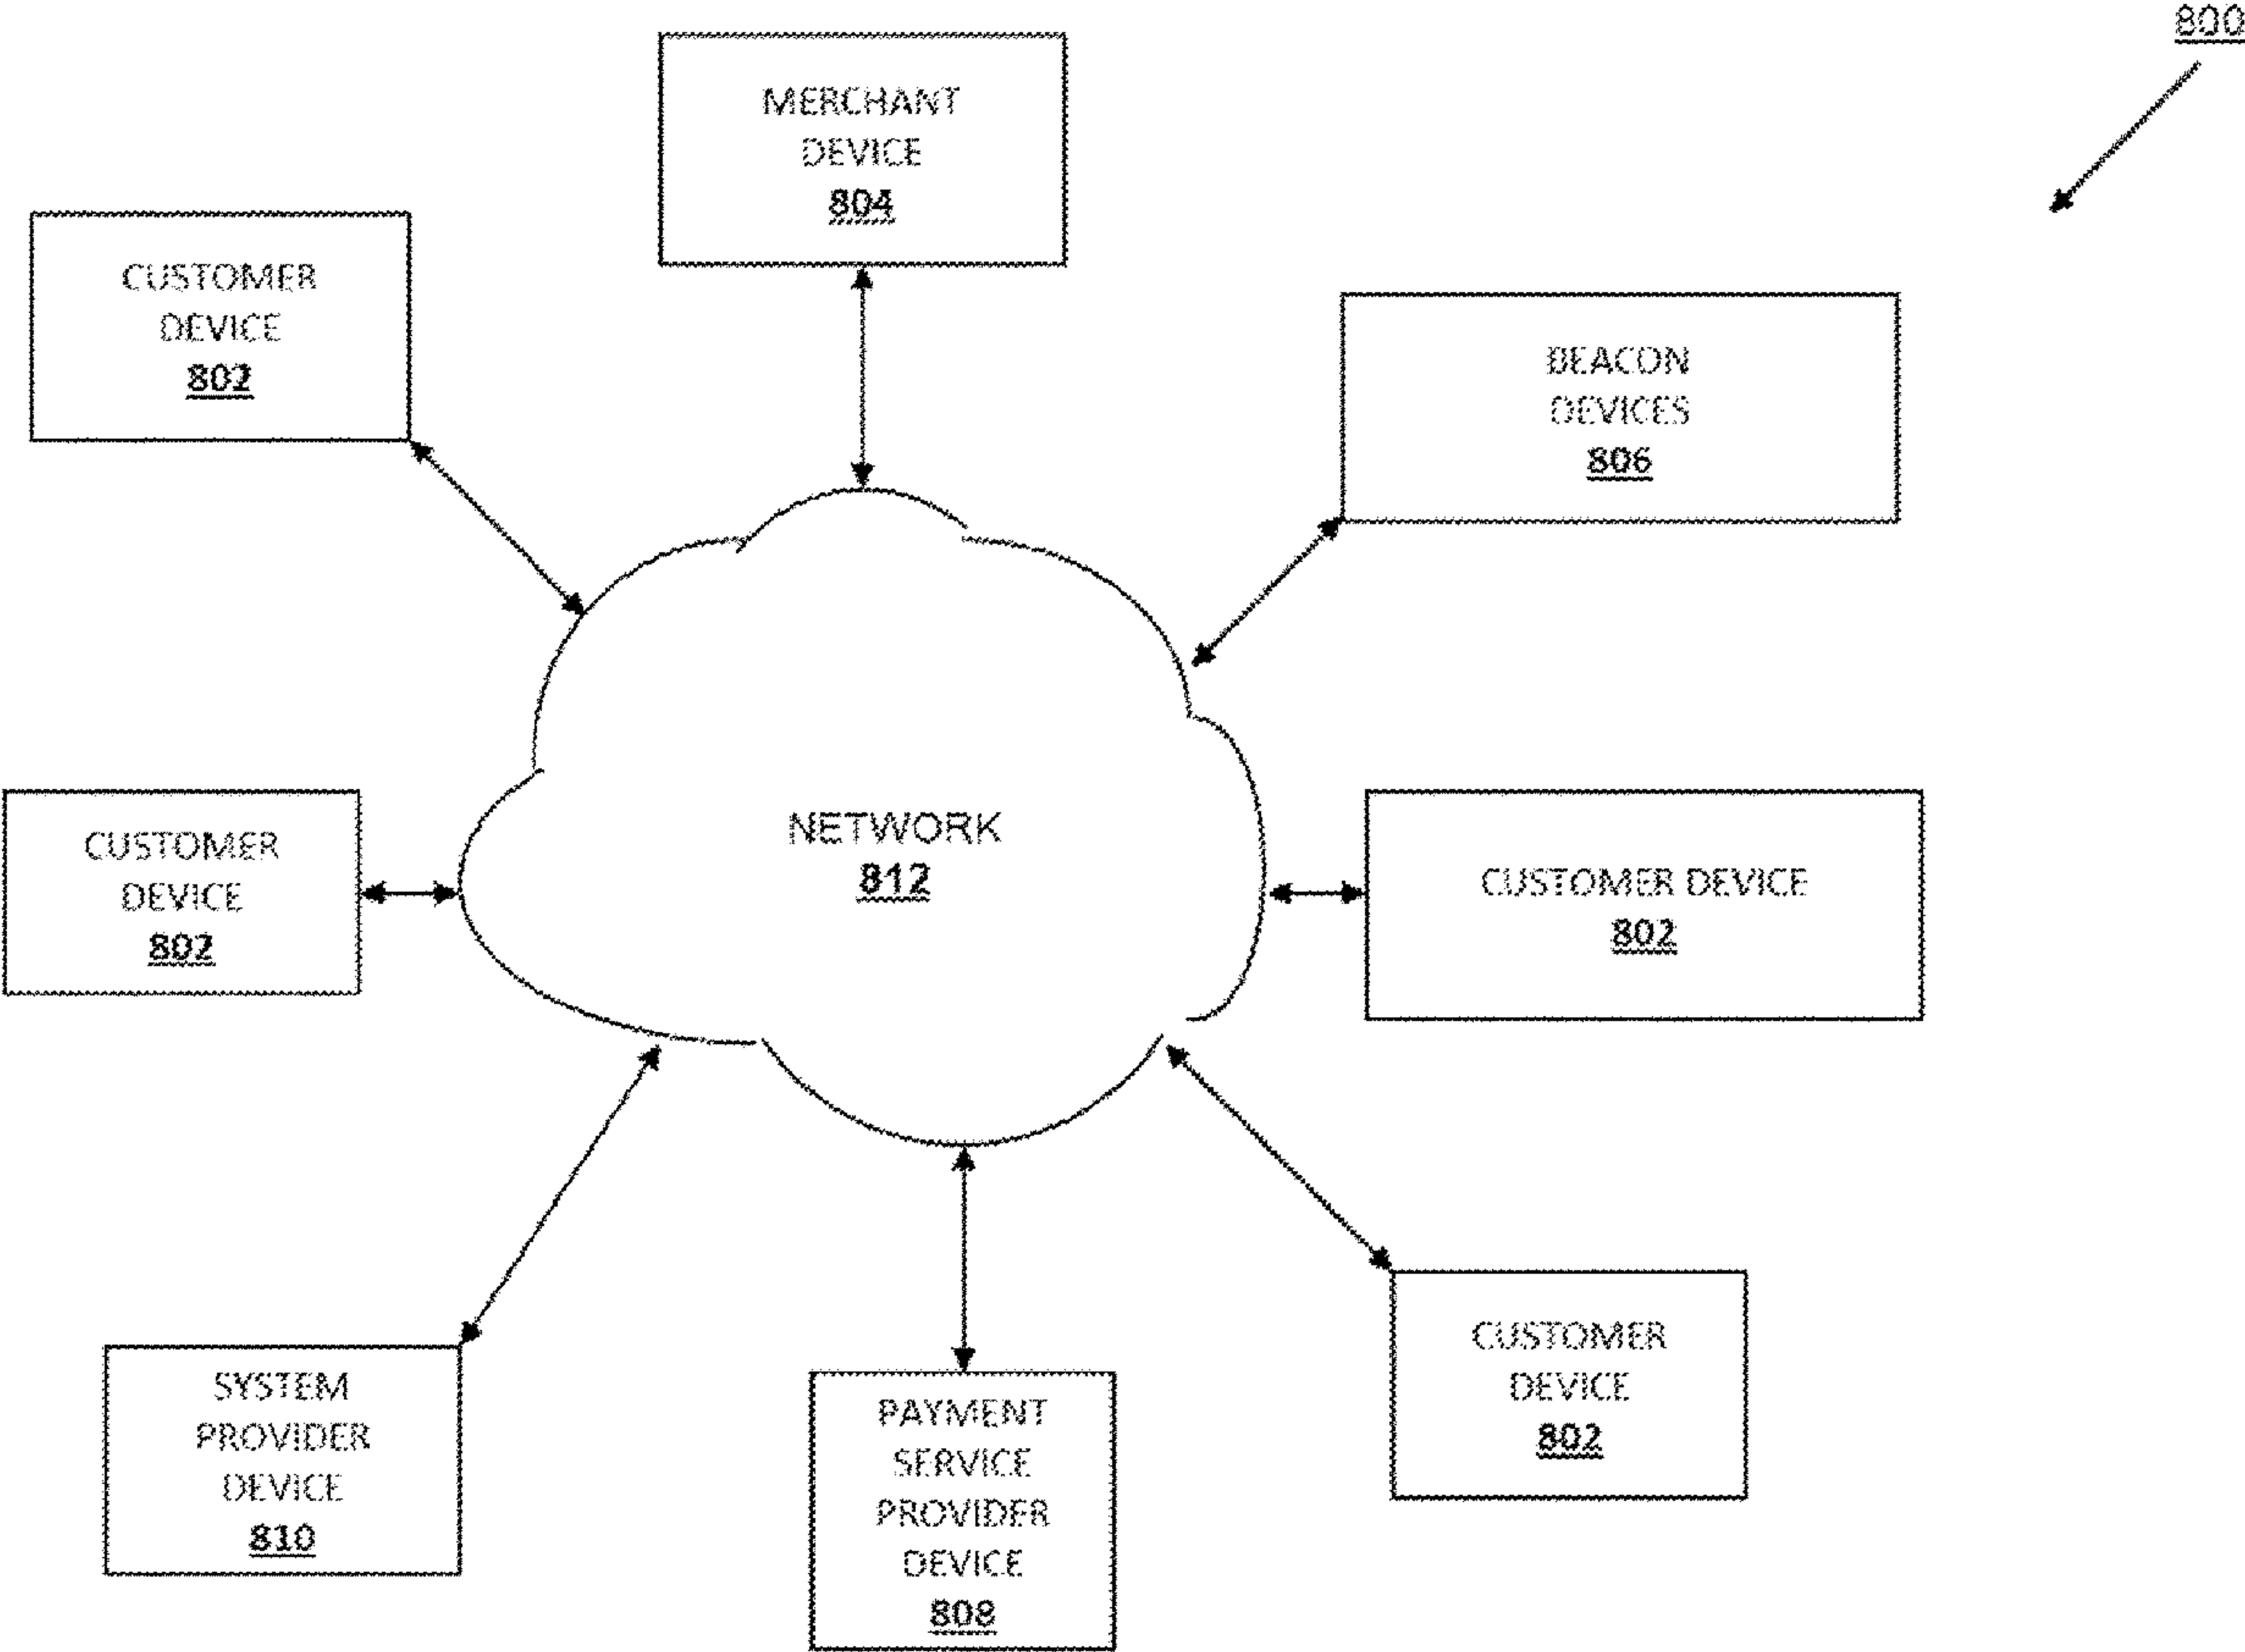 800
MERCHANT
DEVICE
804
CUSTOMER
DEVICE
802
BEACON
DEVICES
806
NETWORK
812
CUSTOMER
DEVICE
802
CUSTOMER DEVICE
802
CUSTOMER
DEVICE
802
SYSTEM
PROVIDER
DEVICE
810
PAYMENT
SERVICE
PROVIDER
DEVICE
808